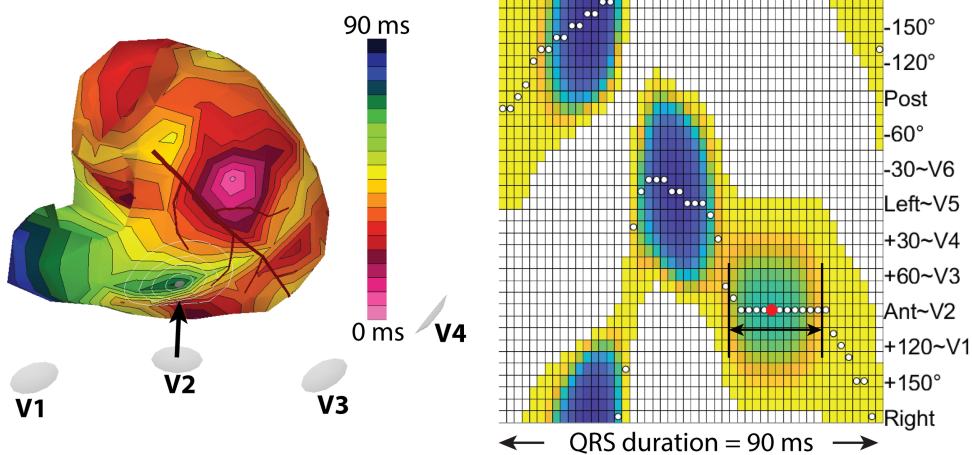 90 ms
0 ms
V4
V2
V1
V3
-150°
-120°
Post
-60°
-30~V6
Left~V5
+30~V4
+60~V3
Ant~V2
+120~V1
+150°
Right
QRS duration = 90 ms